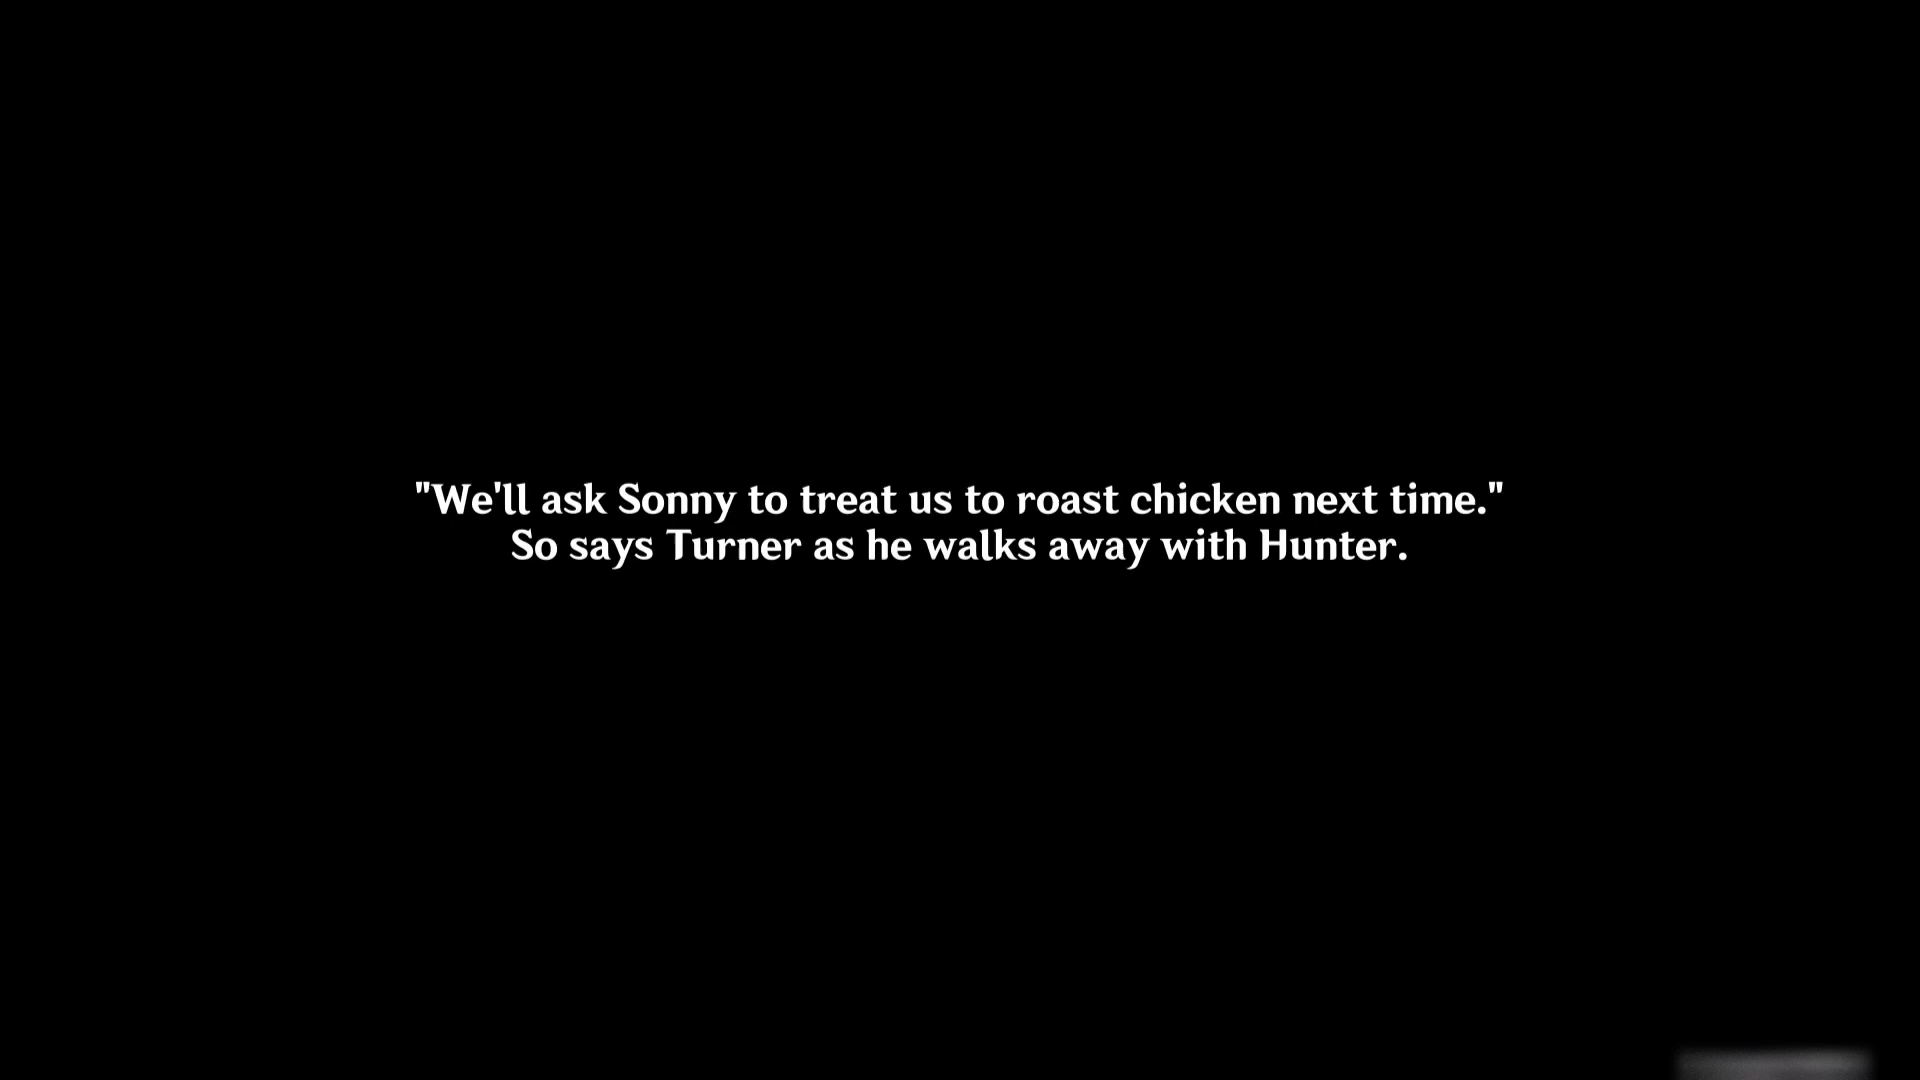 "We'll ask Sonny to treat us to roast chicken next time."
So says Turner as he walks away with Hunter.